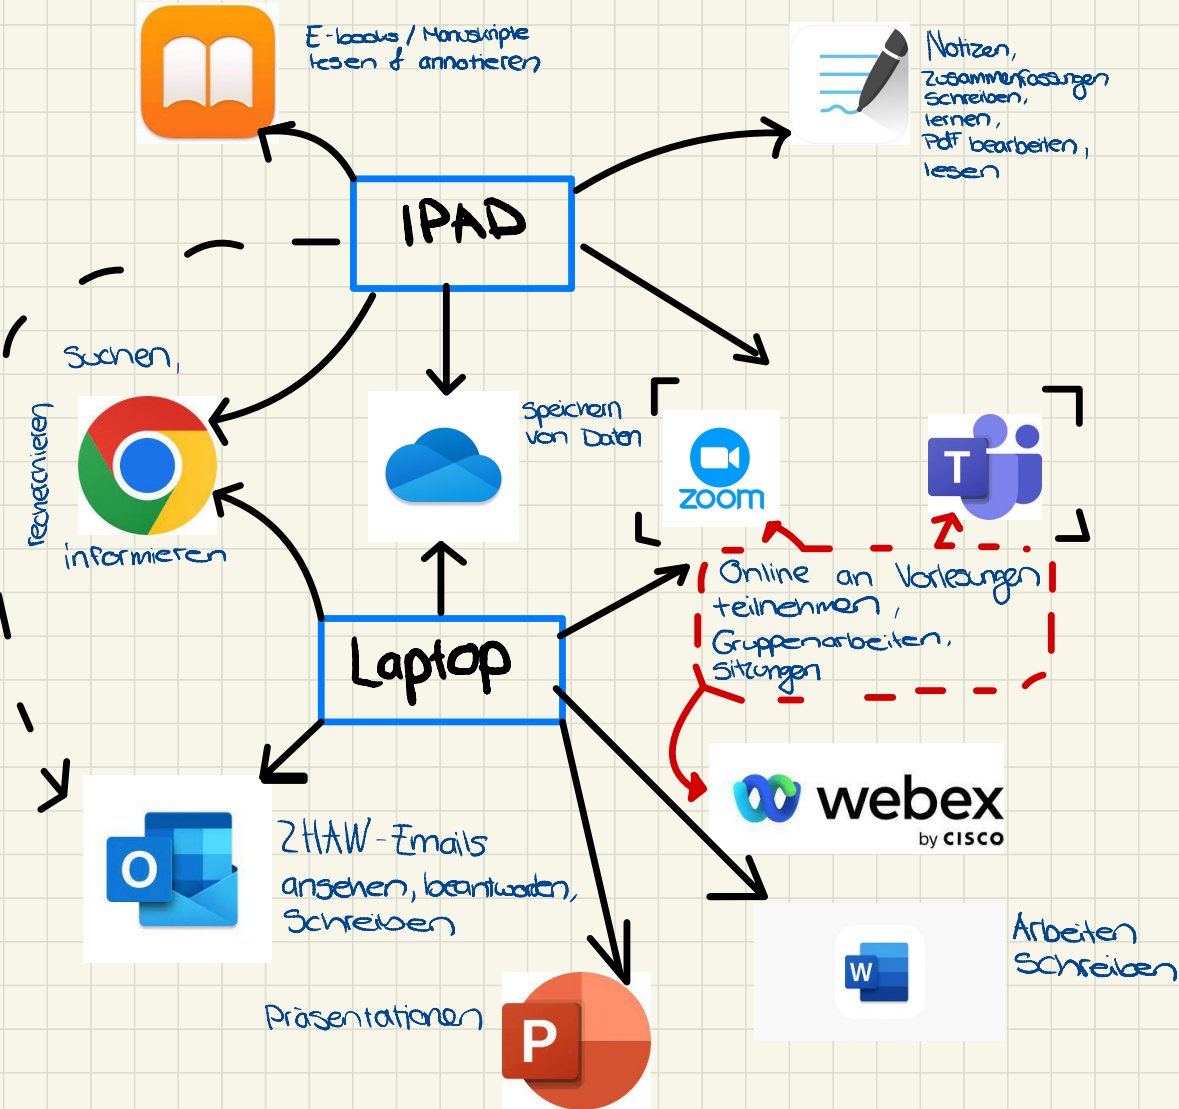 E-books / Manuskripte
lesen & annotieren
Notizen,
Zusammenfassungen
schreiben,
lernen,
Pdf bearbeiten,
lesen
IPAD
suchen,
recherchieren
informieren
speichern
von Daten
zoom
T
Online an Vorlesungen
teilnehmen,
Gruppenarbeiten,
sitzungen
Laptop
webex
by CISCO
O
ZHAW-Emails
ansehen, beantworten,
schreiben
W
Arbeiten
schreiben
Präsentationen
P